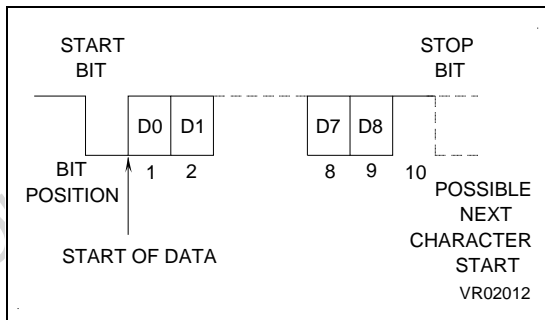 START BIT
STOP BIT
D0 D1 D7 D8
BIT POSITION
1 2 8 9 10
START OF DATA
POSSIBLE
NEXT
CHARACTER
START
VR02012